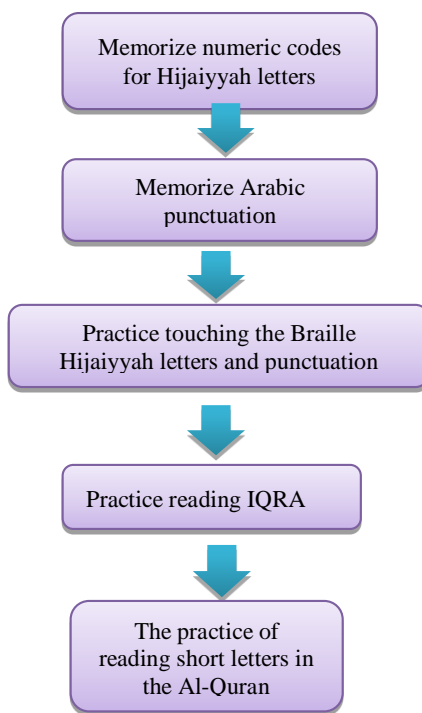 Memorize numeric codes
for Hijaiyyah letters
Memorize Arabic
punctuation
Practice touching the Braille
Hijaiyyah letters and punctuation
Practice reading IQRA
The practice of
reading short letters in
the Al-Quran